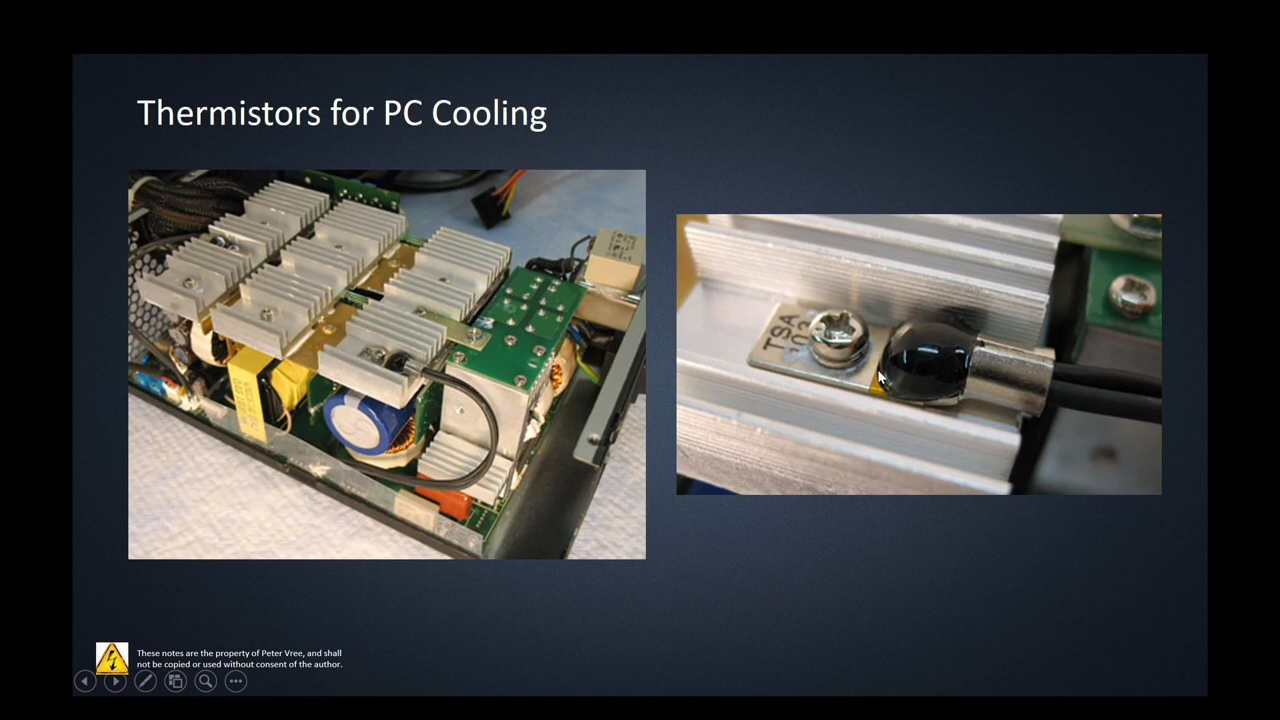 Thermistors for PC Cooling
TSA
103
These notes are the property of Peter Vree, and shall
not be copied or used without consent of the author.